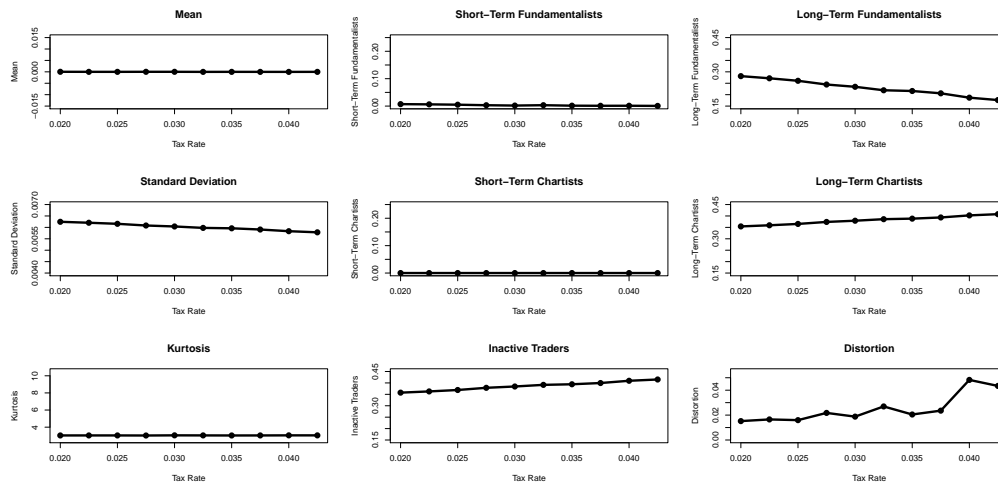 Mean
Mean
−0.015
0.000
0.015
0.020
0.025
0.030
0.035
0.040
Tax Rate
Short−Term Fundamentalists
Short−Term Fundamentalists
0.00
0.10
0.20
0.020
0.025
0.030
0.035
0.040
Tax Rate
Long−Term Fundamentalists
Long−Term Fundamentalists
0.15
0.30
0.45
0.020
0.025
0.030
0.035
0.040
Tax Rate
Standard Deviation
Standard Deviation
0.0040
0.0055
0.0070
0.020
0.025
0.030
0.035
0.040
Tax Rate
Short−Term Chartists
Short−Term Chartists
0.00
0.10
0.20
0.020
0.025
0.030
0.035
0.040
Tax Rate
Long−Term Chartists
Long−Term Chartists
0.15
0.30
0.45
0.020
0.025
0.030
0.035
0.040
Tax Rate
Kurtosis
Kurtosis
4
6
8
10
0.020
0.025
0.030
0.035
0.040
Tax Rate
Inactive Traders
Inactive Traders
0.15
0.30
0.45
0.020
0.025
0.030
0.035
0.040
Tax Rate
Distortion
Distortion
0.00
0.02
0.04
0.020
0.025
0.030
0.035
0.040
Tax Rate